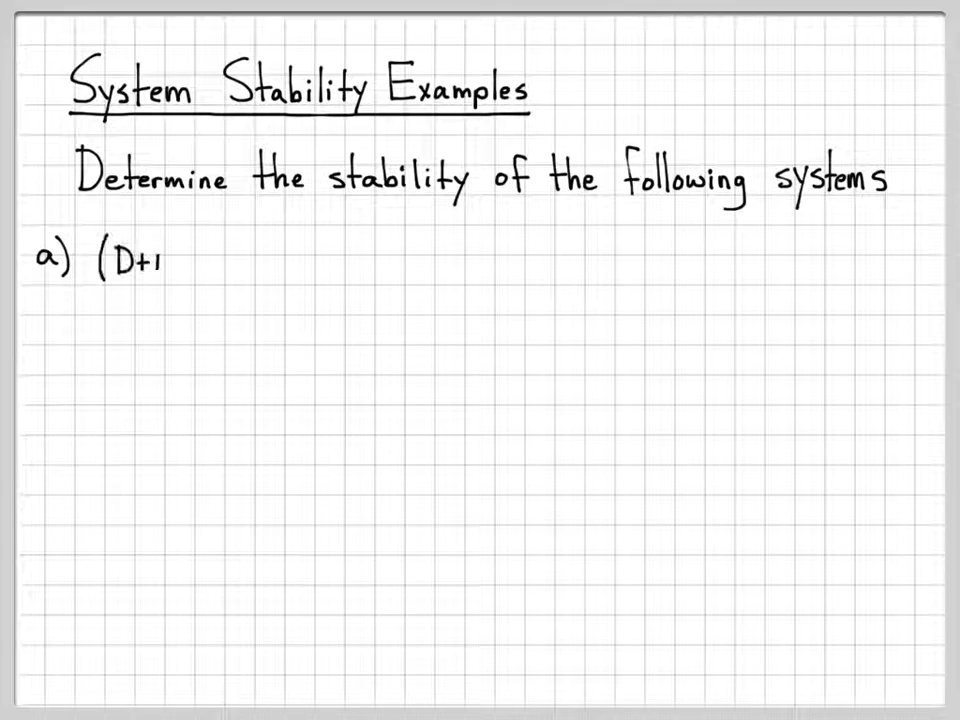 System Stability Examples
Determine the stability of the following systems
a) (D+1